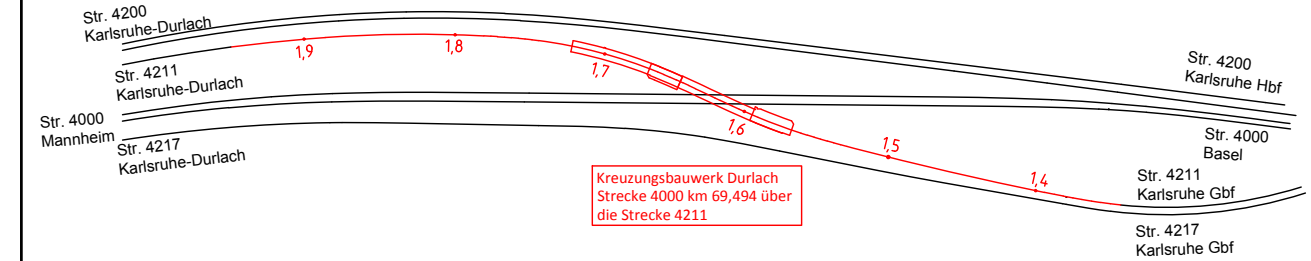 Str. 4200
Karlsruhe-Durlach
Str. 4211
Karlsruhe-Durlach
Str. 4000
Mannheim
Str. 4217
Karlsruhe-Durlach
1,9
1,8
1,7
1,6
1,5
1,4
Kreuzungsbauwerk Durlach
Strecke 4000 km 69,494 über
die Strecke 4211
Str. 4200
Karlsruhe Hbf
Str. 4000
Basel
Str. 4211
Karlsruhe Gbf
Str. 4217
Karlsruhe Gbf